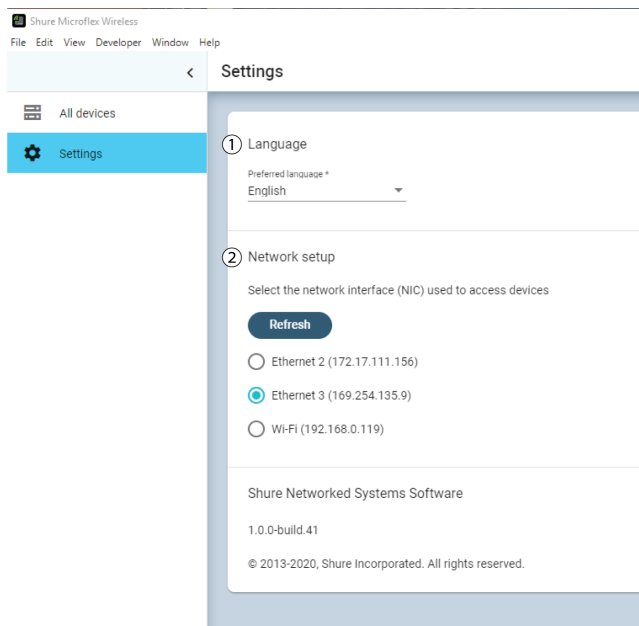 Shure Microflex Wireless
File Edit View Developer Window Help
Settings
All devices
Settings
① Language
Preferred language *
English
② Network setup
Select the network interface (NIC) used to access devices
Refresh
Ethernet 2 (172.17.111.156)
Ethernet 3 (169.254.135.9)
Wi-Fi (192.168.0.119)
Shure Networked Systems Software
1.0.0-build.41
© 2013-2020, Shure Incorporated. All rights reserved.